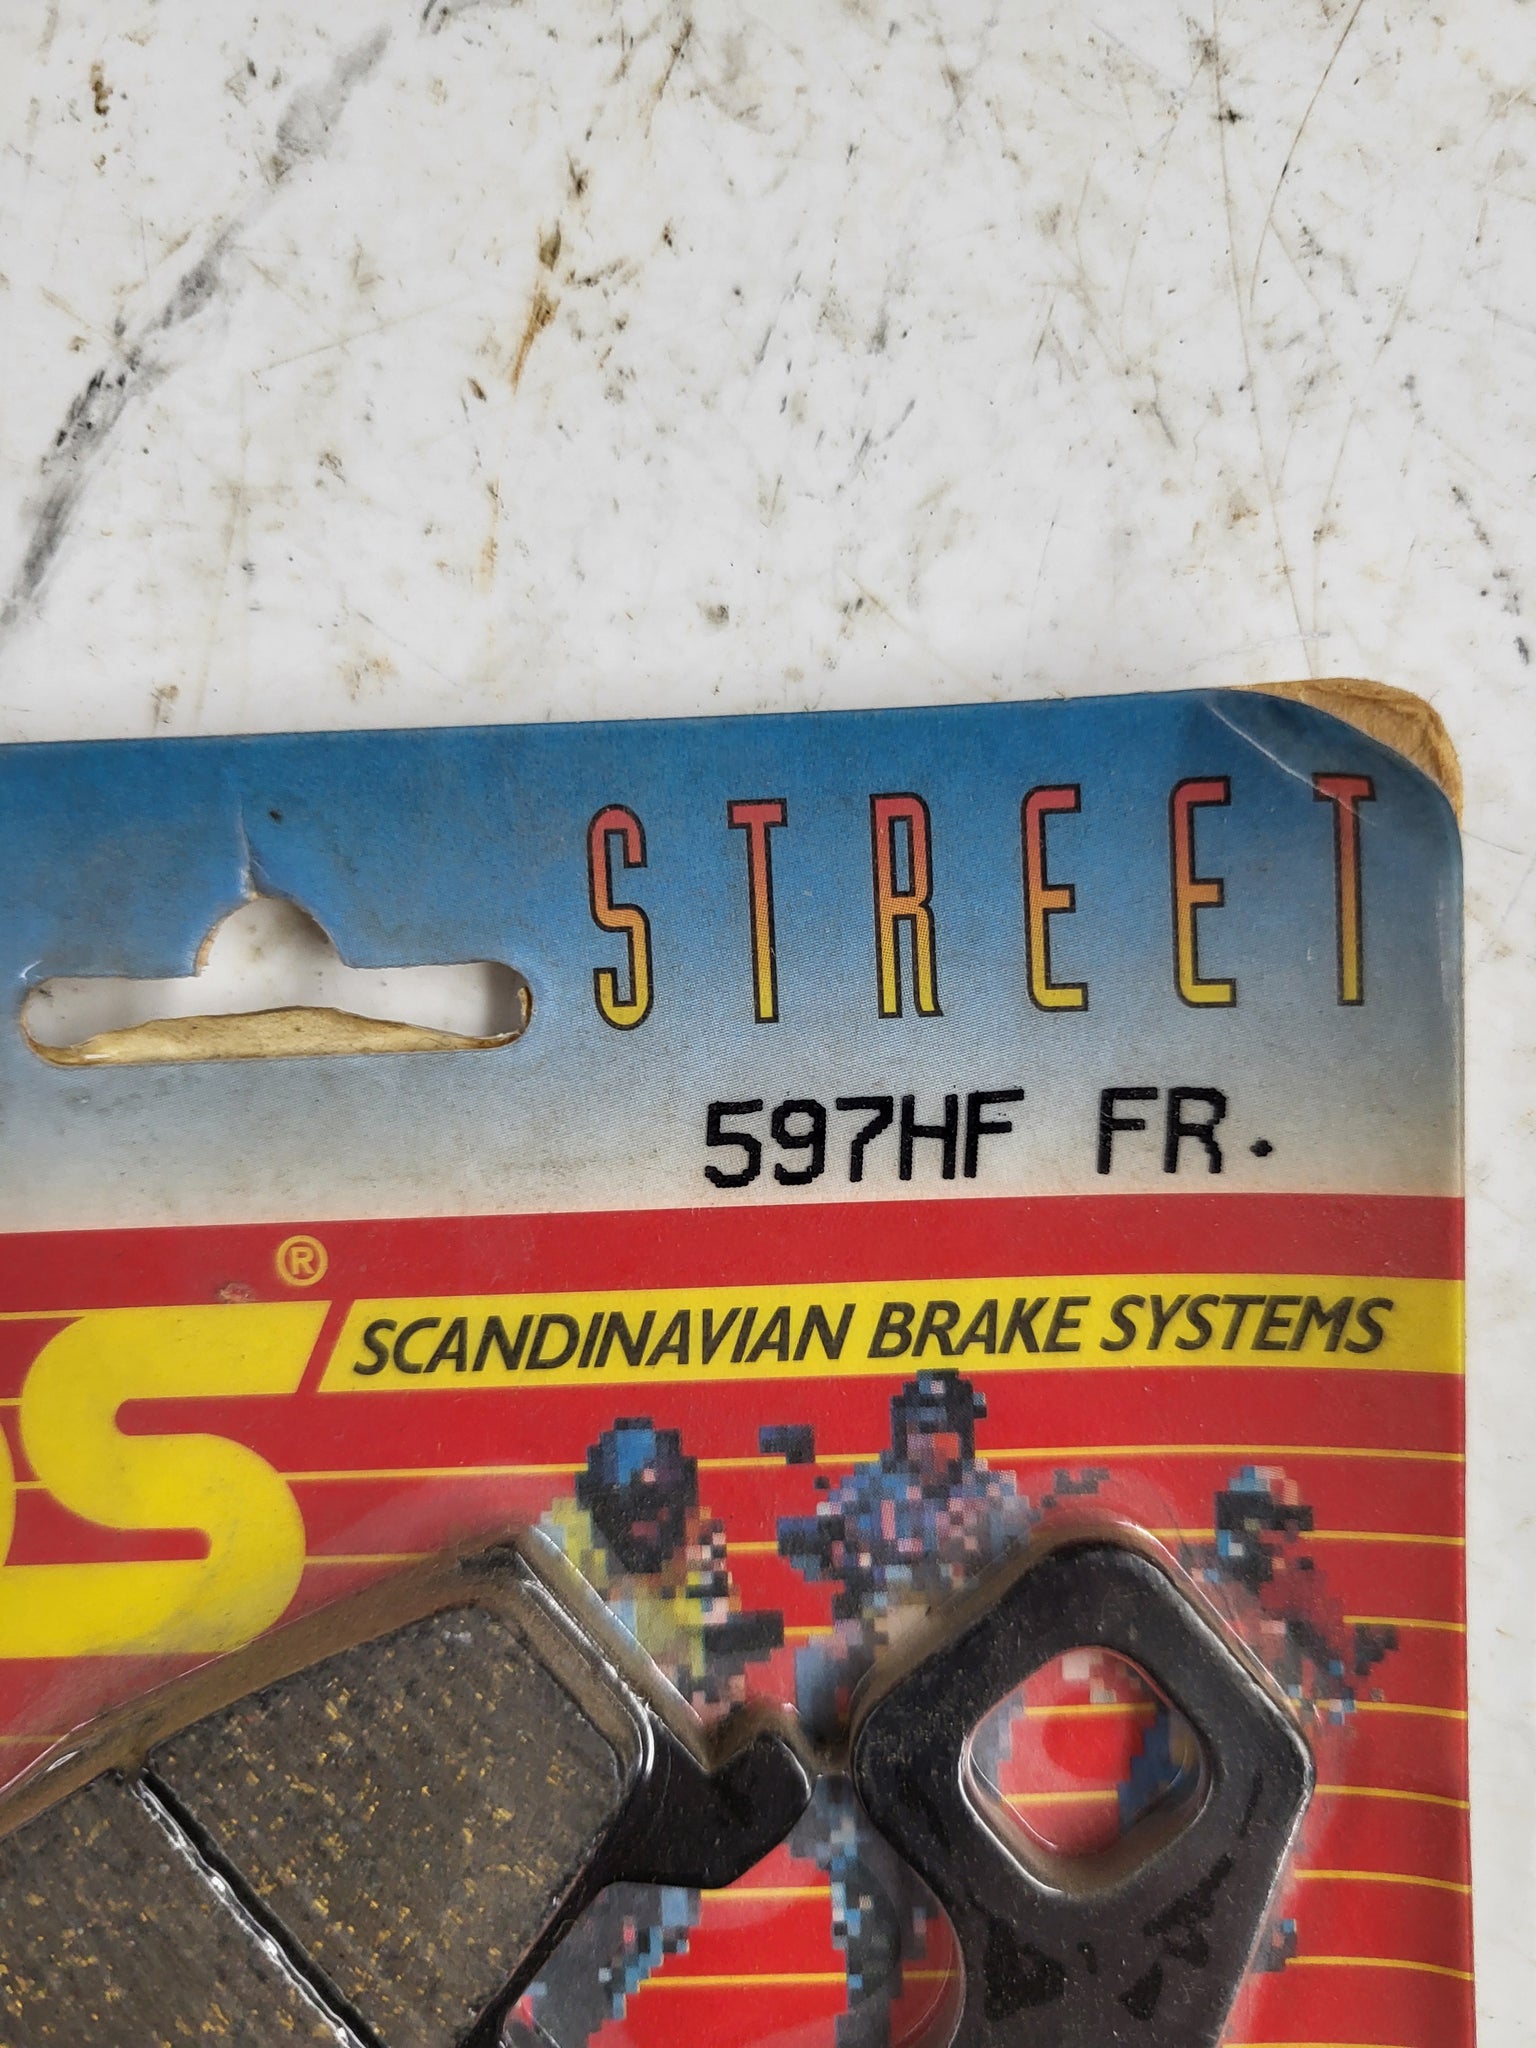 STREET
597HF FR.
S®
SCANDINAVIAN BRAKE SYSTEMS